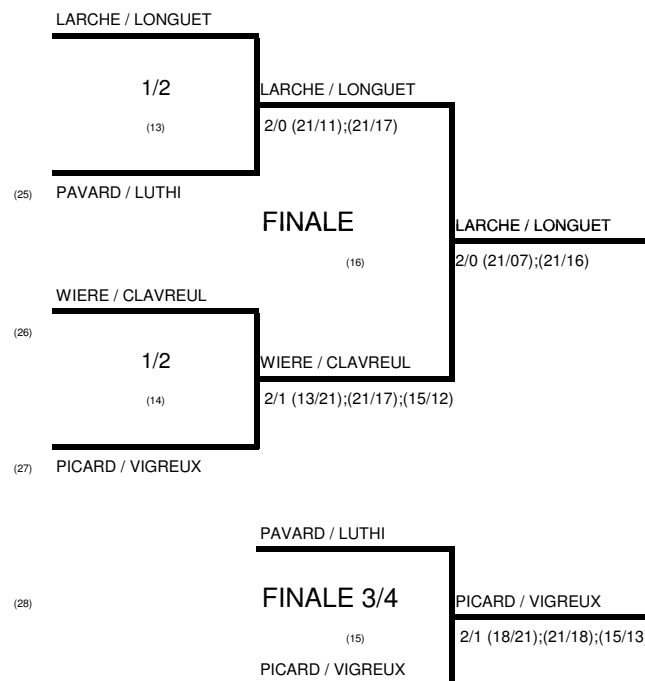 LARCHE / LONGUET
1/2
LARCHE / LONGUET
(13)
2/0 (21/11);(21/17)
(25) PAVARD / LUTHI
FINALE
LARCHE / LONGUET
(16)
2/0 (21/07);(21/16)
WIERE / CLAVREUL
(26)
1/2
WIERE / CLAVREUL
(14)
2/1 (13/21);(21/17);(15/12)
(27) PICARD / VIGREUX
PAVARD / LUTHI
(28)
FINALE 3/4
PICARD / VIGREUX
(15)
2/1 (18/21);(21/18);(15/13
PICARD / VIGREUX